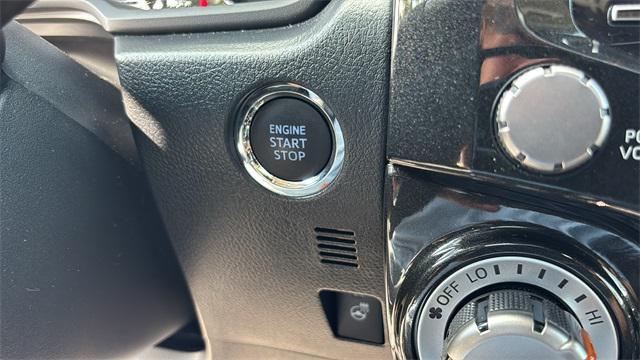 ENGINE
START
STOP
OFF LO
HI